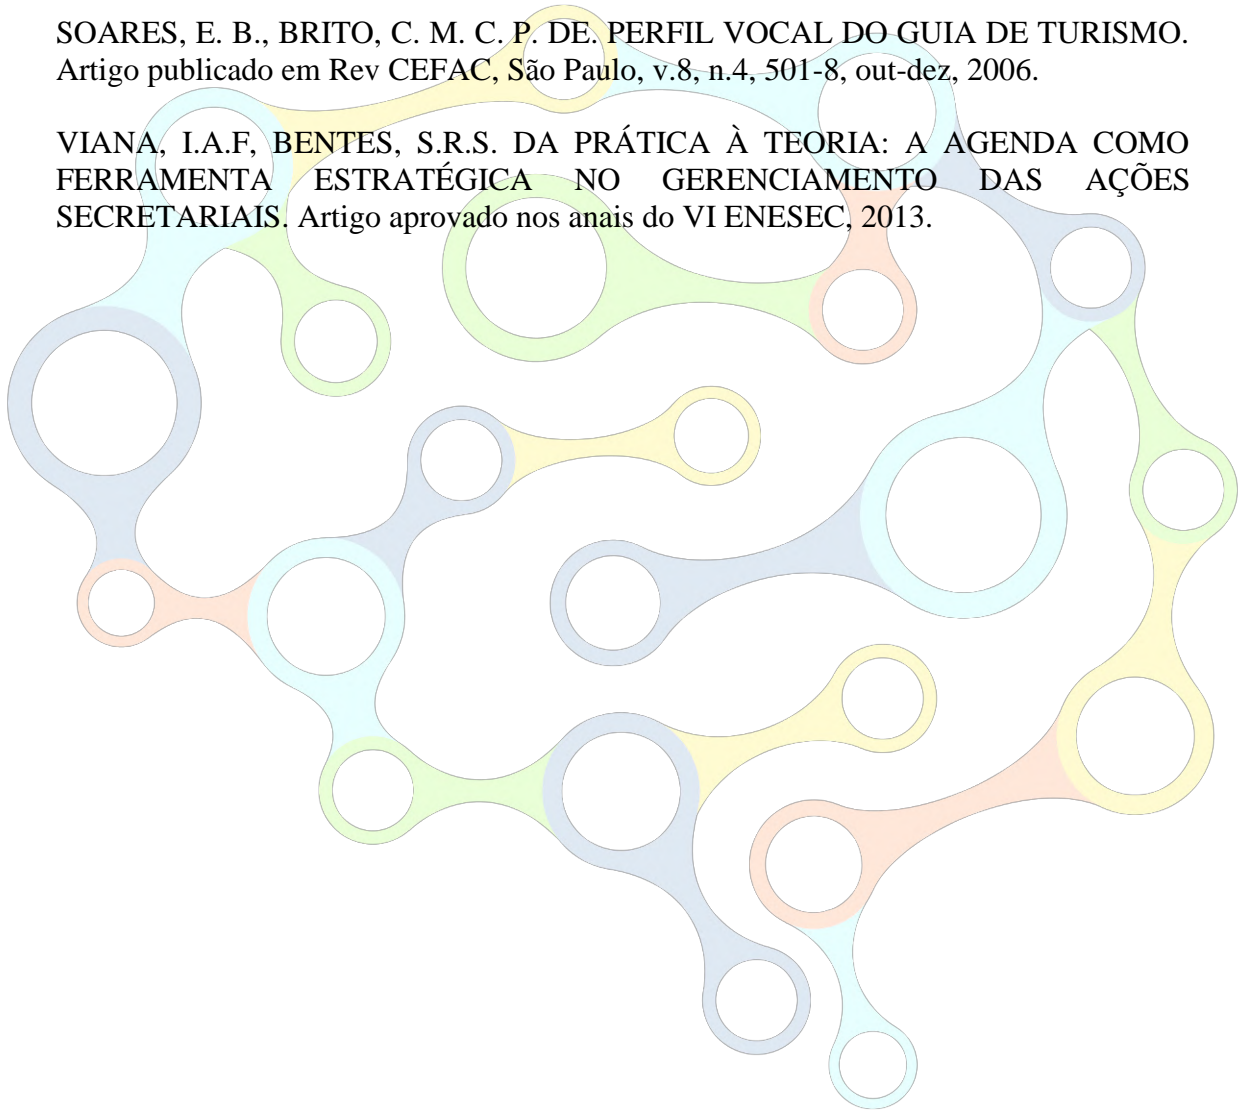 SOARES, E. B., BRITO, C. M. C. P. DE. PERFIL VOCAL DO GUIA DE TURISMO.
Artigo publicado em Rev CEFAC, São Paulo, v.8, n.4, 501-8, out-dez, 2006.
VIANA, I.A.F, BENTES, S.R.S. DA PRÁTICA À TEORIA: A AGENDA COMO
FERRAMENTA ESTRATÉGICA NO GERENCIAMENTO DAS AÇÕES
SECRETARIAIS. Artigo aprovado nos anais do VI ENESEC, 2013.